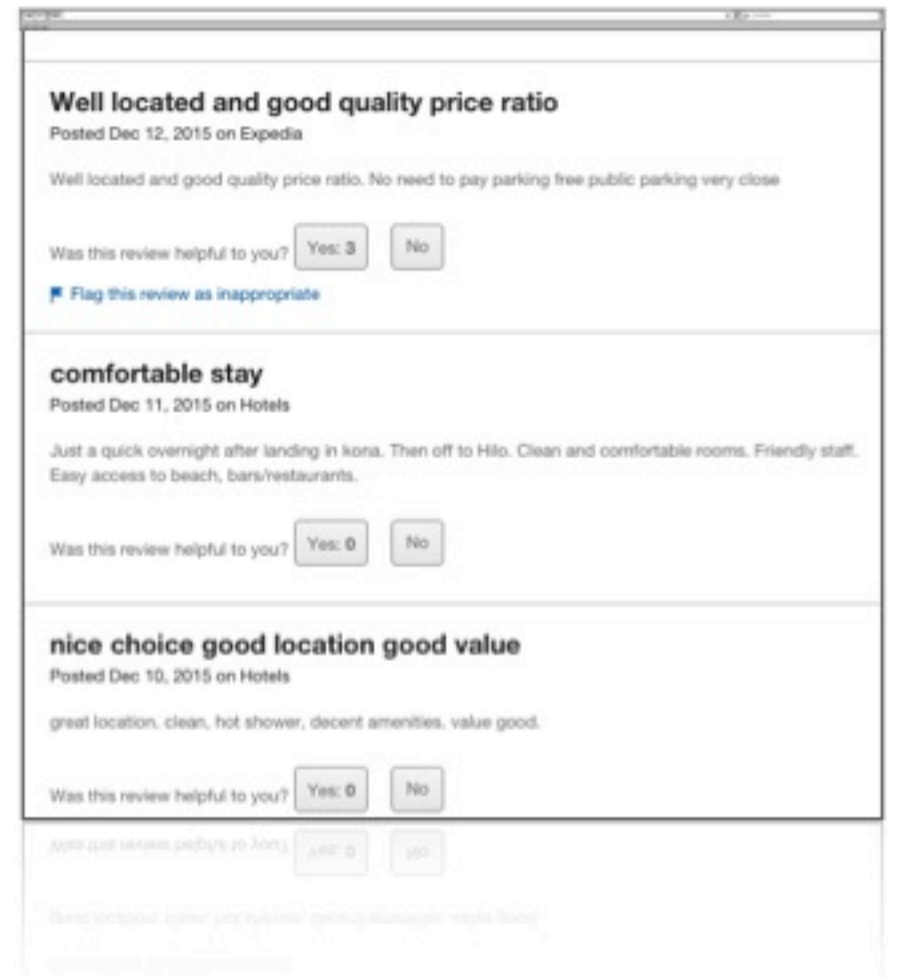 Well located and good quality price ratio
Posted Dec 12, 2015 on Expedia
Well located and good quality price ratio. No need to pay parking free public parking very close
Was this review helpful to you? Yes: 3 No
Flag this review as inappropriate
comfortable stay
Posted Dec 11, 2015 on Hotels
Just a quick overnight after landing in kona. Then off to Hilo. Clean and comfortable rooms. Friendly staff.
Easy access to beach, bars/restaurants.
Was this review helpful to you? Yes: 0 No
nice choice good location good value
Posted Dec 10, 2015 on Hotels
great location, clean, hot shower, decent amenities. value good.
Was this review helpful to you? Yes: 0 No